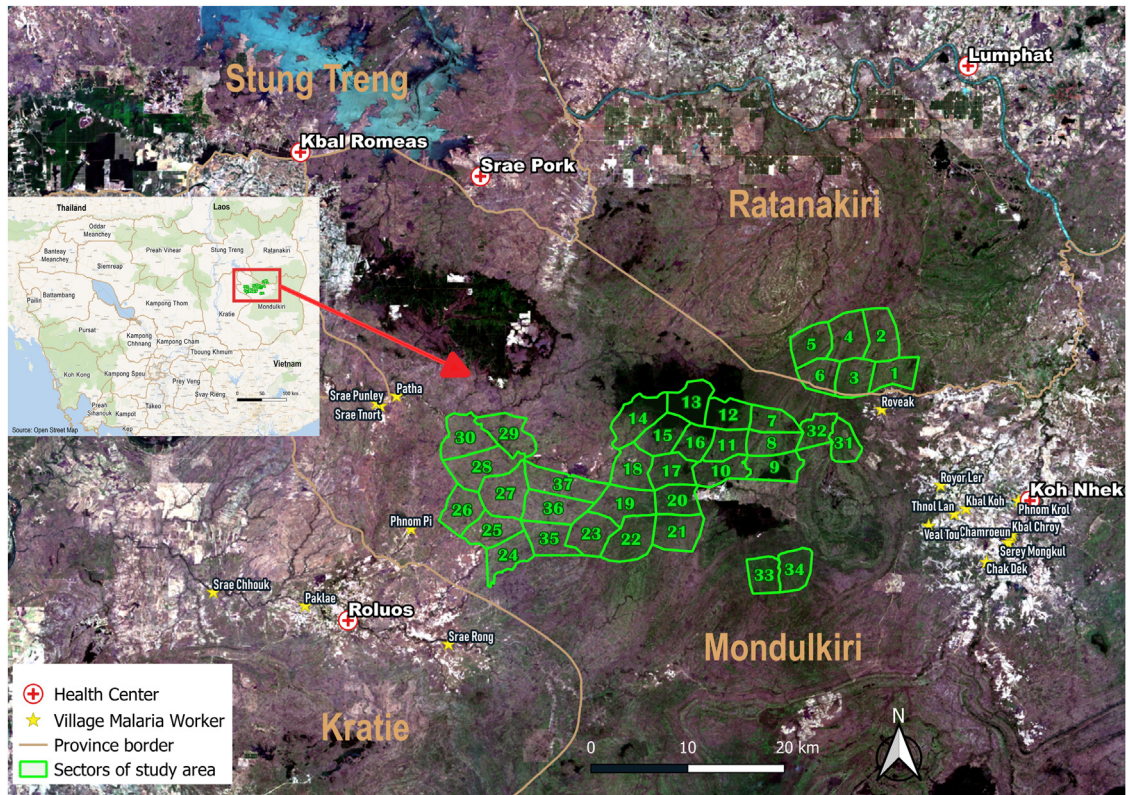 Stung Treng
Lumphat
Kbal Romeas
Srae Pork
Ratanakiri
Thailand
Laos
Oddar
Meanchey
Banteay
Meanchey
Preah Vihear
Stung Treng
Ratanakiri
Siemreap
Battambang
Pailin
Kampong Thom
Kratie
Mondulkiri
Pursat
Kampong
Chhnang
Kampong Cham
Tboung Khmum
Vietnam
Koh Kong
Kampong Speu
Prey Veng
Svay Rieng
Takeo
Preah
Sihanouk
Kampot
Kep
0 50 100 km
Source: Open Street Map
5
4
2
6
3
1
Roveak
Srae Punley
Patha
Srae Tnort
13
14
12
7
32
31
15
16
11
8
30
29
18
17
10
9
28
37
27
36
19
20
26
25
35
23
22
21
24
33
34
Royor Ler
Koh Nhek
Kbal Koh
Phnom Krol
Thnol Lan
Veal Tou
Chamroeun
Kbal Chroy
Serey Mongkul
Chak Dek
Phnom Pi
Srae Chhouk
Paklae
Roluos
Srae Rong
Mondulkiri
Kratie
Health Center
Village Malaria Worker
Province border
Sectors of study area
0 10 20 km
N